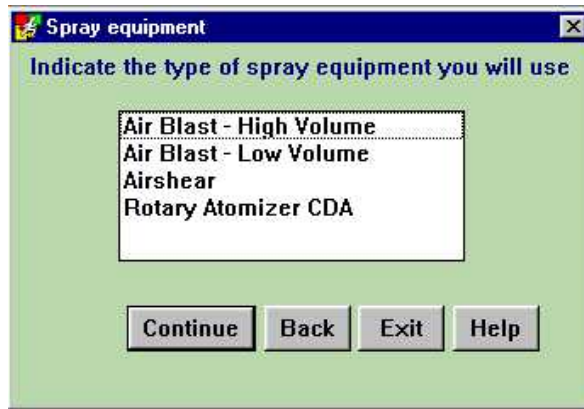 Spray equipment
Indicate the type of spray equipment you will use
Air Blast - High Volume
Air Blast - Low Volume
Airshear
Rotary Atomizer CDA
Continue Back Exit Help